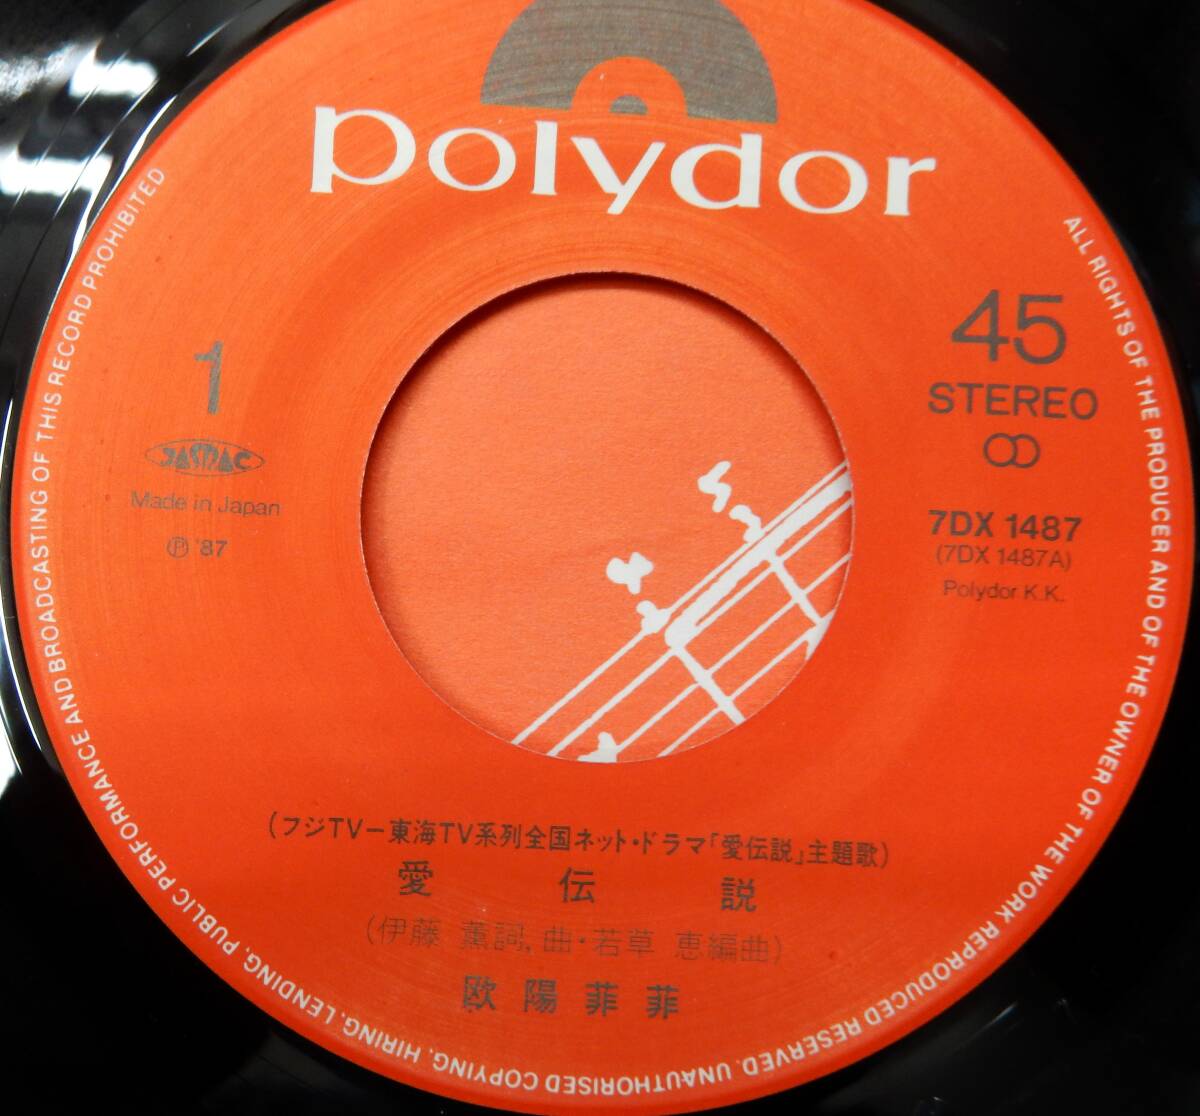 polydor
45
STEREO
7DX 1487
(7DX 1487A)
Polydor K.K.
1
JASRAC
Made in Japan
Ⓟ '87
(フジTV－東海TV系列全国ネット・ドラマ「愛伝説」主題歌)
愛 伝 説
(伊藤 薫詞,曲・若草 恵編曲)
欧陽菲菲
ALL RIGHTS OF THE PRODUCER AND OF THE OWNER OF THE WORK REPRODUCED RESERVED. UNAUTHORISED COPYING, HIRING, LENDING, PUBLIC PERFORMANCE AND BROADCASTING OF THIS RECORD PROHIBITED